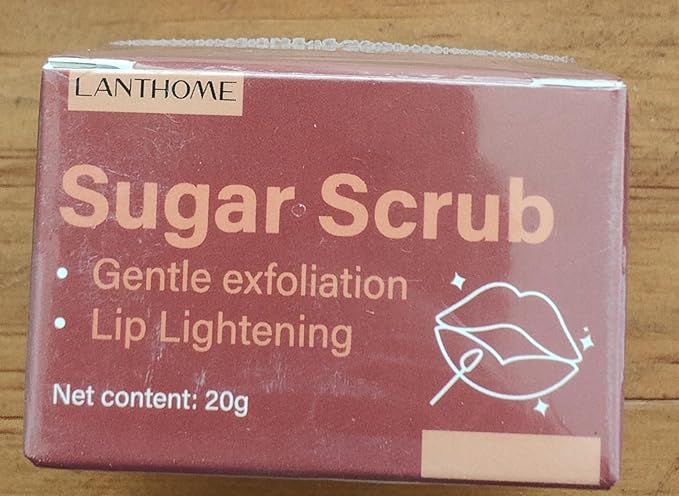 LANTHOME
Sugar Scrub
• Gentle exfoliation
• Lip Lightening
Net content: 20g